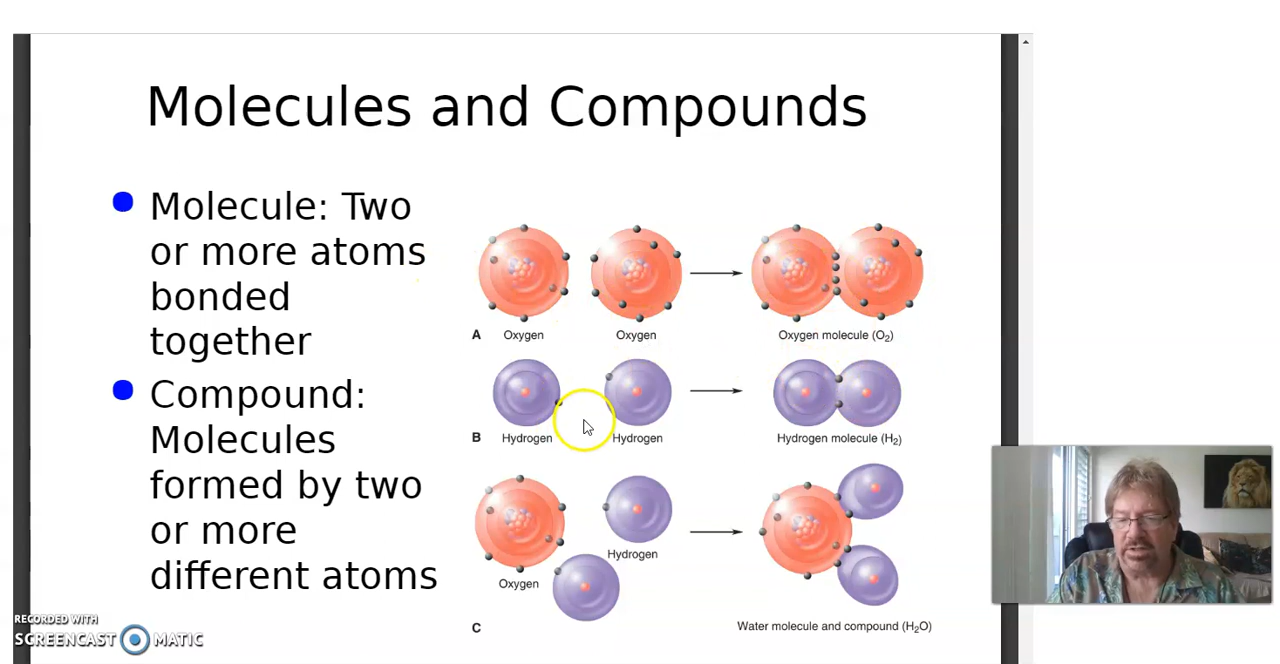 Molecules and Compounds
Molecule: Two
or more atoms
bonded
together
Compound:
Molecules
formed by two
or more
different atoms
A Oxygen Oxygen Oxygen molecule (O₂)
B Hydrogen Hydrogen Hydrogen molecule (H₂)
Hydrogen
Oxygen
C Water molecule and compound (H₂O)
RECORDED WITH
SCREENCAST MATIC